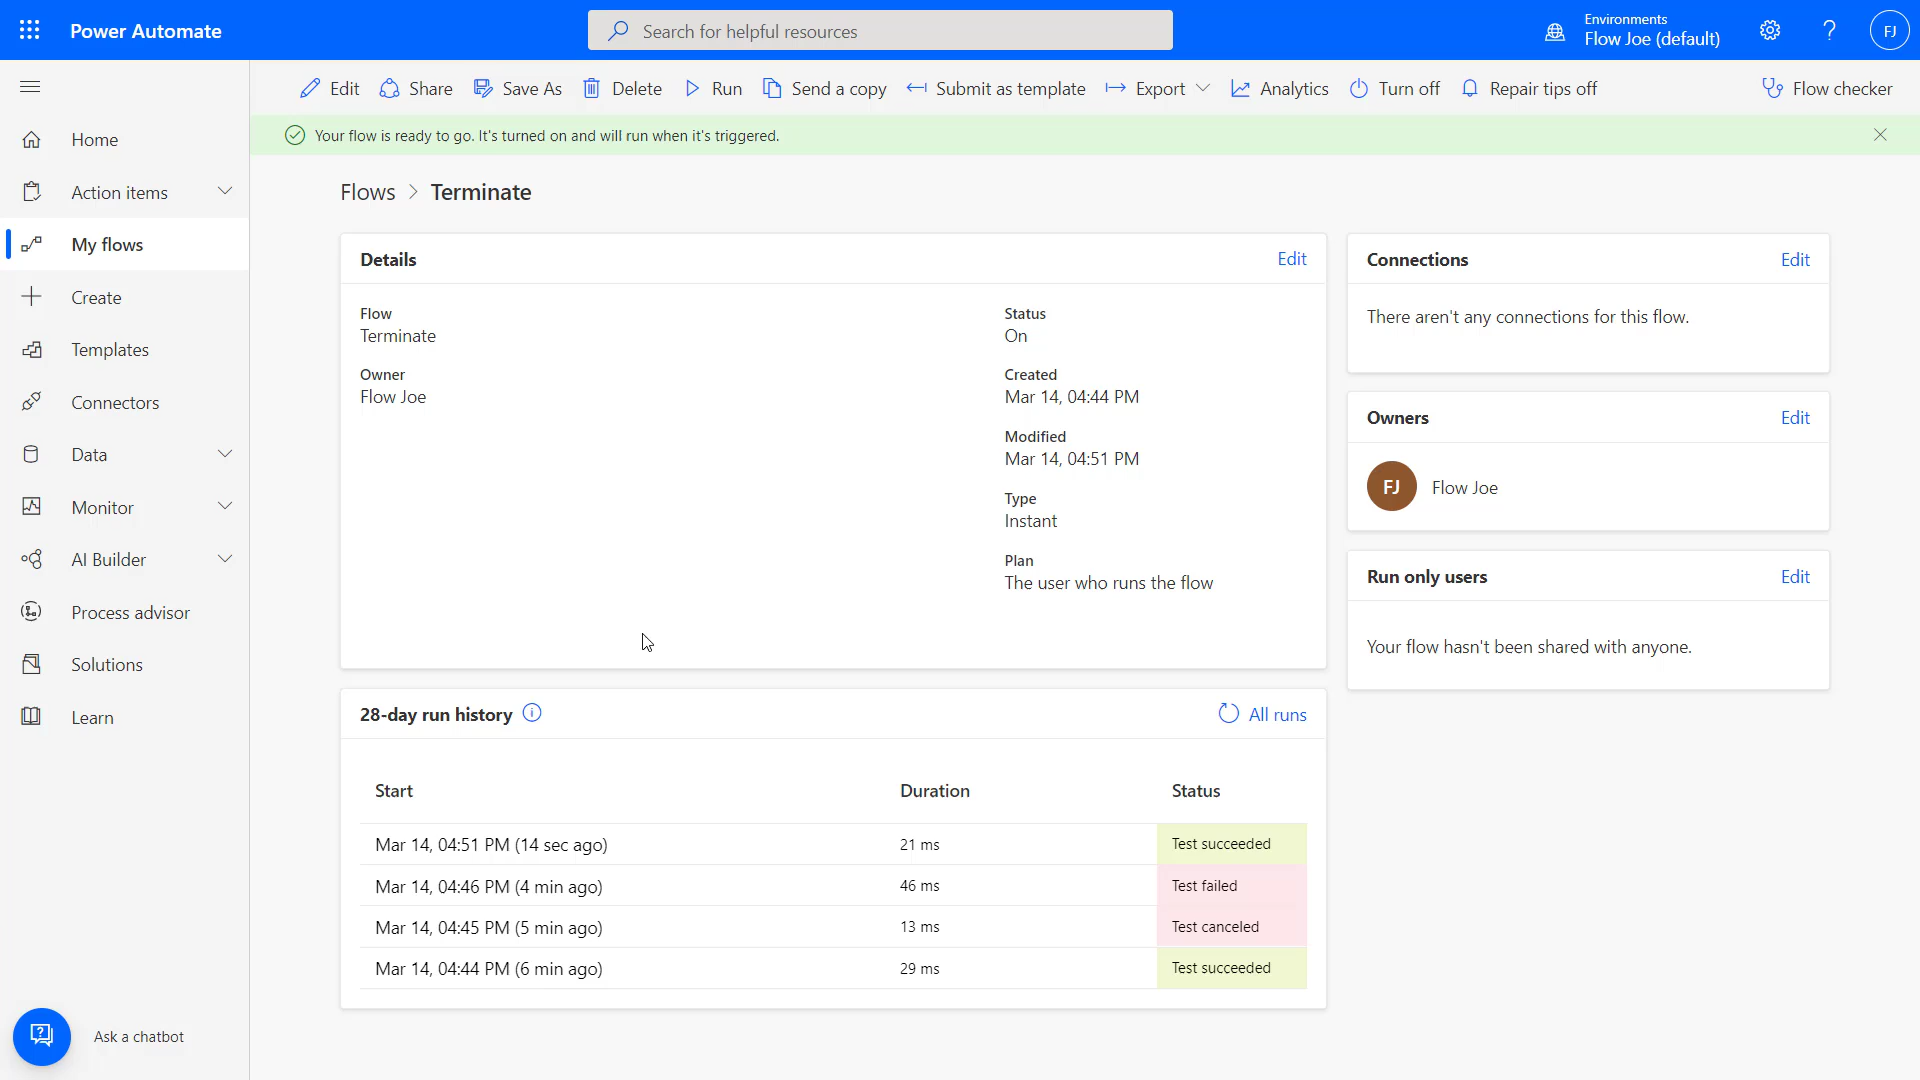 Power Automate
Search for helpful resources
Environments
Flow Joe (default)
?
FJ
Edit
Share
Save As
Delete
Run
Send a copy
Submit as template
Export
Analytics
Turn off
Repair tips off
Flow checker
Your flow is ready to go. It's turned on and will run when it's triggered.
Home
Action items
My flows
Create
Templates
Connectors
Data
Monitor
AI Builder
Process advisor
Solutions
Learn
Ask a chatbot
Flows > Terminate
Details
Edit
Flow
Terminate
Owner
Flow Joe
Status
On
Created
Mar 14, 04:44 PM
Modified
Mar 14, 04:51 PM
Type
Instant
Plan
The user who runs the flow
28-day run history
All runs
Start Duration Status
Mar 14, 04:51 PM (14 sec ago) 21 ms Test succeeded
Mar 14, 04:46 PM (4 min ago) 46 ms Test failed
Mar 14, 04:45 PM (5 min ago) 13 ms Test canceled
Mar 14, 04:44 PM (6 min ago) 29 ms Test succeeded
Connections
Edit
There aren't any connections for this flow.
Owners
Edit
FJ
Flow Joe
Run only users
Edit
Your flow hasn't been shared with anyone.